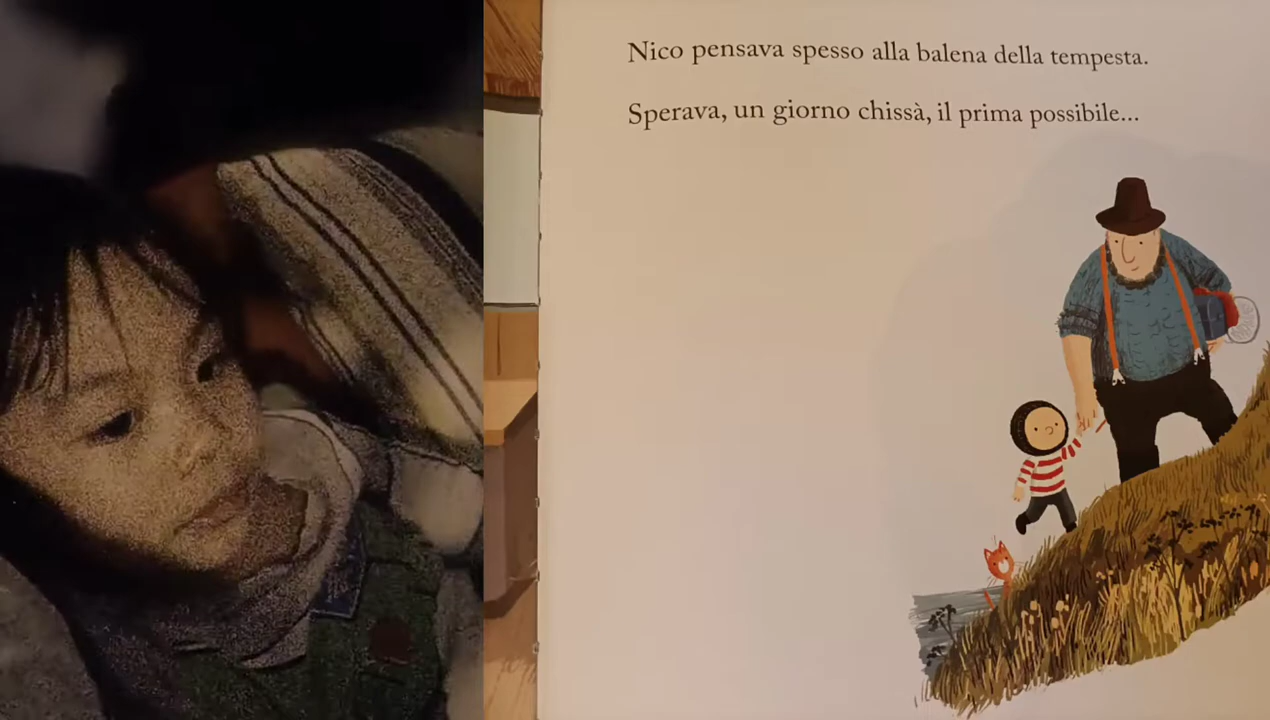 Nico pensava spesso alla balena della tempesta.
Sperava, un giorno chissà, il prima possibile...